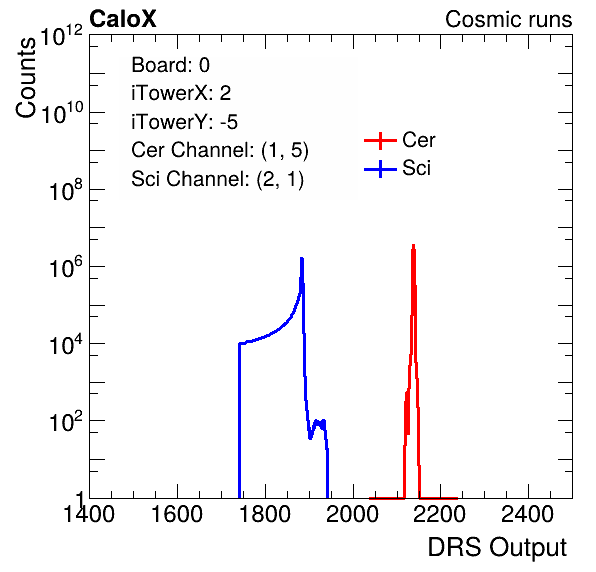 CaloX Cosmic runs
Counts
Board: 0
iTowerX: 2
iTowerY: -5
Cer Channel: (1, 5)
Sci Channel: (2, 1)
Cer
Sci
10^12
10^10
10^8
10^6
10^4
10^2
1
1400 1600 1800 2000 2200 2400
DRS Output